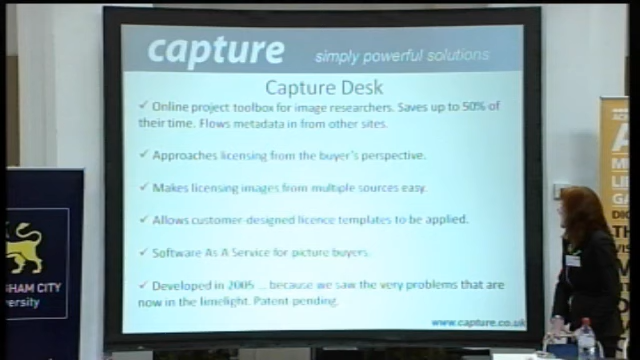 capture simply powerful solutions
Capture Desk
✓ Online project toolbox for image researchers. Saves up to 50% of
their time. Flows metadata in from other sites.
✓ Approaches licensing from the buyer's perspective.
✓ Makes licensing images from multiple sources easy.
✓ Allows customer-designed licence templates to be applied.
✓ Software As A Service for picture buyers.
✓ Developed in 2005 ... because we saw the very problems that are
now in the limelight. Patent pending.
www.capture.co.uk
GHAM CITY
versity